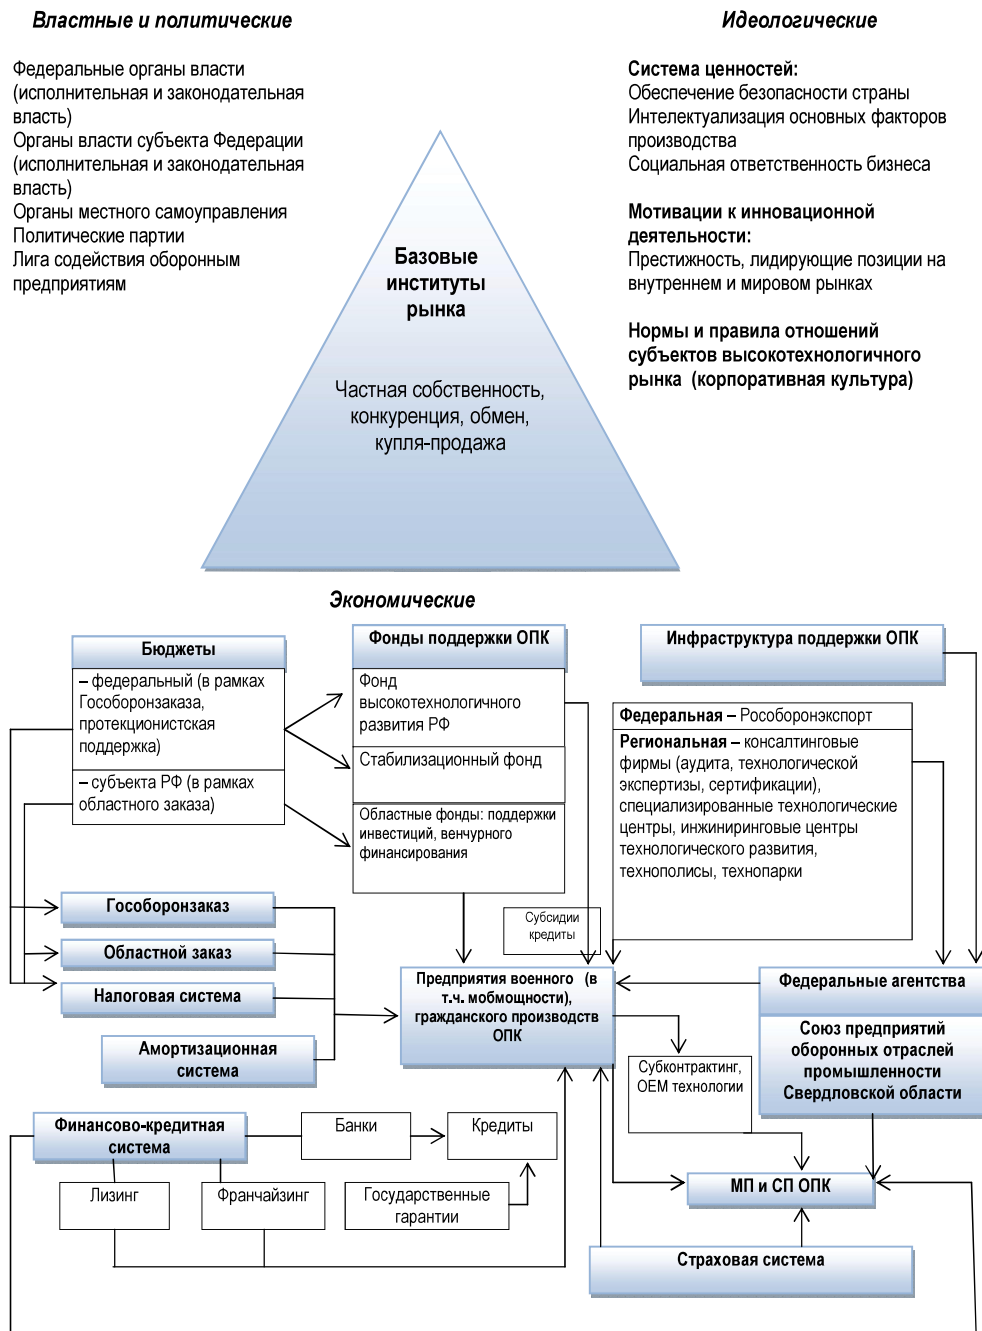 Властные и политические
Федеральные органы власти
(исполнительная и законодательная
власть)
Органы власти субъекта Федерации
(исполнительная и законодательная
власть)
Органы местного самоуправления
Политические партии
Лига содействия оборонным
предприятиям
Идеологические
Система ценностей:
Обеспечение безопасности страны
Интелектуализация основных факторов
производства
Социальная ответственность бизнеса
Мотивации к инновационной
деятельности:
Престижность, лидирующие позиции на
внутреннем и мировом рынках
Нормы и правила отношений
субъектов высокотехнологичного
рынка (корпоративная культура)
Базовые
институты
рынка
Частная собственность,
конкуренция, обмен,
купля-продажа
Экономические
Бюджеты
– федеральный (в рамках
Гособоронзаказа,
протекционистская
поддержка)
– субъекта РФ (в рамках
областного заказа)
Фонды поддержки ОПК
Фонд
высокотехнологичного
развития РФ
Стабилизационный фонд
Областные фонды: поддержки
инвестиций, венчурного
финансирования
Инфраструктура поддержки ОПК
Федеральная – Рособоронэкспорт
Региональная – консалтинговые
фирмы (аудита, технологической
экспертизы, сертификации),
специализированные технологические
центры, инжиниринговые центры
технологического развития,
технополисы, технопарки
Гособоронзаказ
Областной заказ
Налоговая система
Амортизационная
система
Субсидии
кредиты
Предприятия военного (в
т.ч. мобмощности),
гражданского производств
ОПК
Федеральные агентства
Союз предприятий
оборонных отраслей
промышленности
Свердловской области
Субконтрактинг,
ОЕМ технологии
Финансово-кредитная
система
Банки
Кредиты
Лизинг
Франчайзинг
Государственные
гарантии
МП и СП ОПК
Страховая система